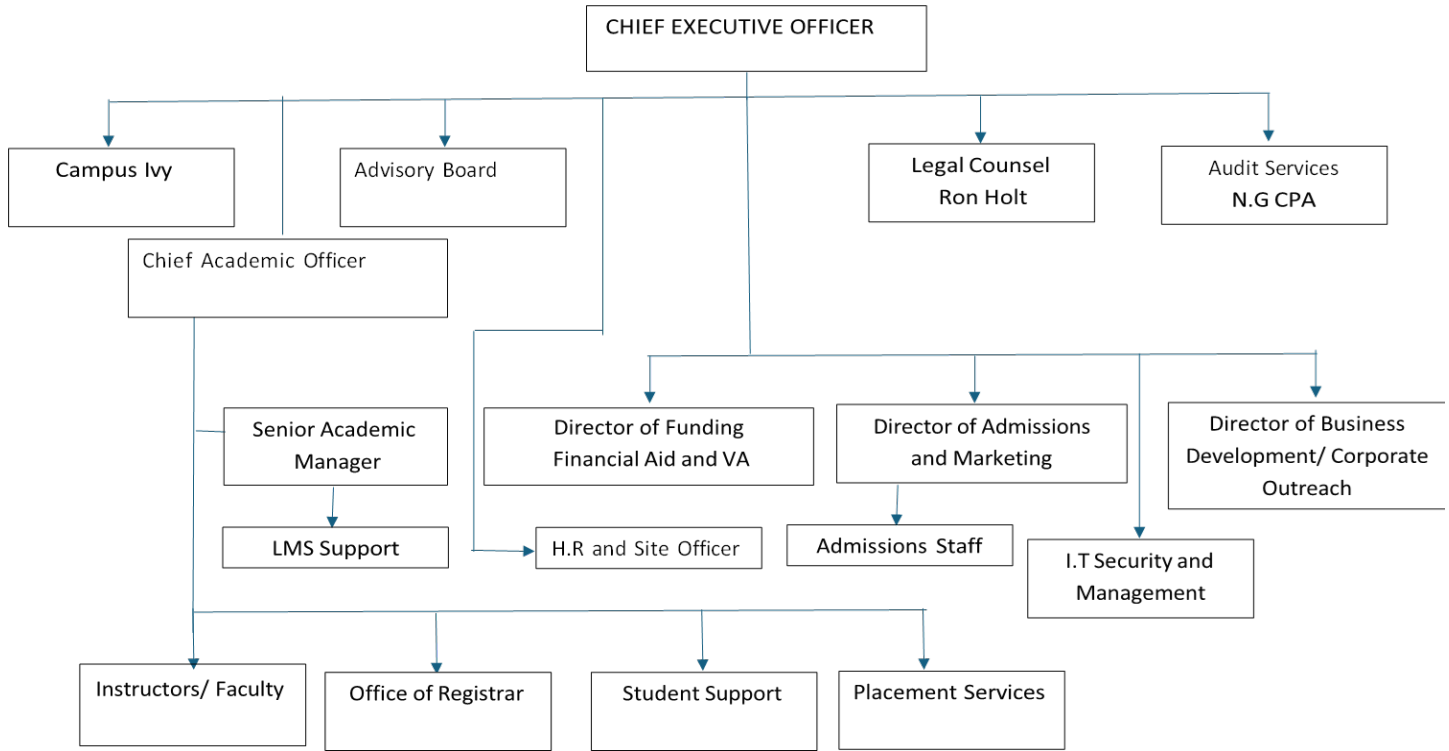 CHIEF EXECUTIVE OFFICER
Campus Ivy
Advisory Board
Legal Counsel
Ron Holt
Audit Services
N.G CPA
Chief Academic Officer
Senior Academic
Manager
Director of Funding
Financial Aid and VA
Director of Admissions
and Marketing
Director of Business
Development/ Corporate
Outreach
LMS Support
H.R and Site Officer
Admissions Staff
I.T Security and
Management
Instructors/ Faculty
Office of Registrar
Student Support
Placement Services